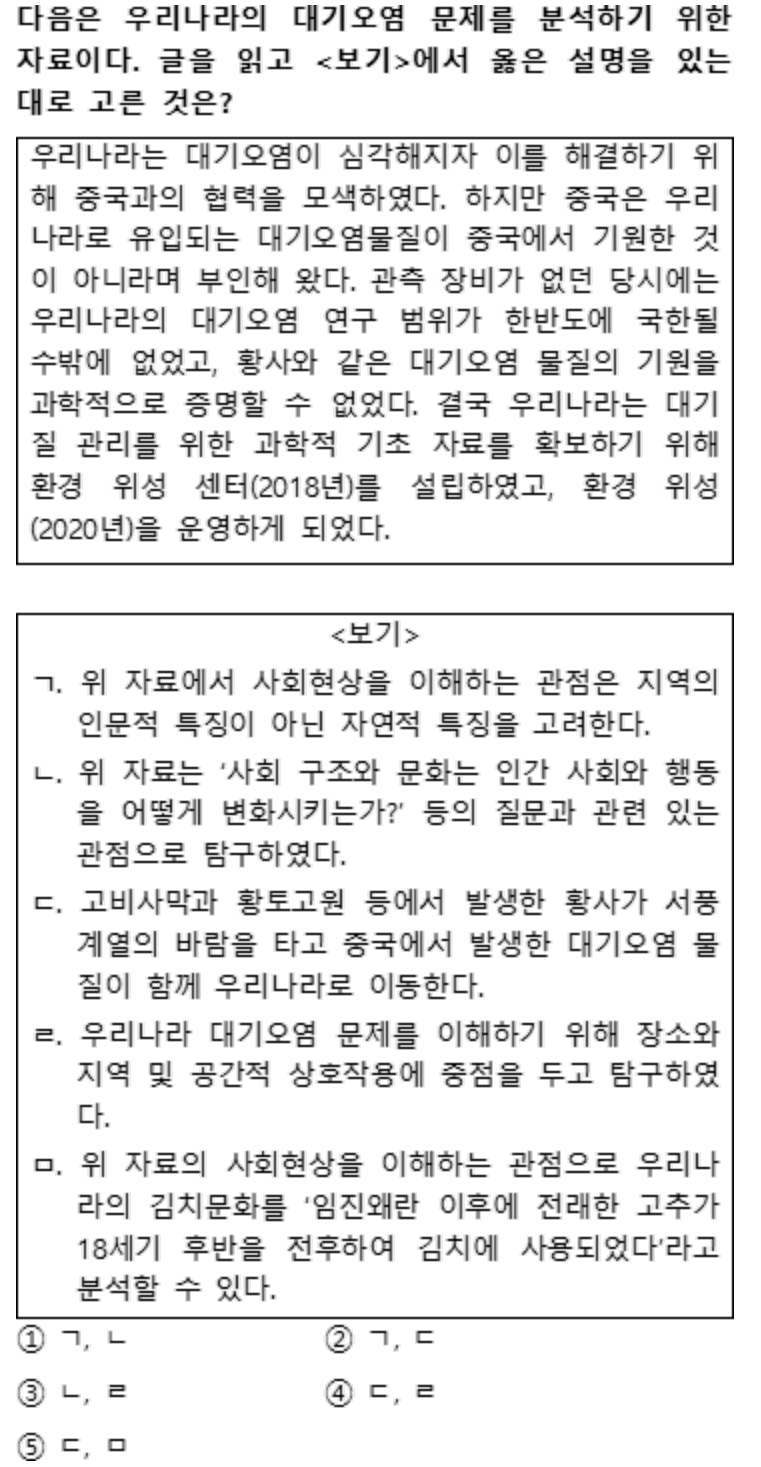 다음은 우리나라의 대기오염 문제를 분석하기 위한
자료이다. 글을 읽고 <보기>에서 옳은 설명을 있는
대로 고른 것은?
우리나라는 대기오염이 심각해지자 이를 해결하기 위
해 중국과의 협력을 모색하였다. 하지만 중국은 우리
나라로 유입되는 대기오염물질이 중국에서 기원한 것
이 아니라며 부인해 왔다. 관측 장비가 없던 당시에는
우리나라의 대기오염 연구 범위가 한반도에 국한될
수밖에 없었고, 황사와 같은 대기오염 물질의 기원을
과학적으로 증명할 수 없었다. 결국 우리나라는 대기
질 관리를 위한 과학적 기초 자료를 확보하기 위해
환경 위성 센터(2018년)를 설립하였고, 환경 위성
(2020년)을 운영하게 되었다.
<보기>
ㄱ. 위 자료에서 사회현상을 이해하는 관점은 지역의
인문적 특징이 아닌 자연적 특징을 고려한다.
ㄴ. 위 자료는 '사회 구조와 문화는 인간 사회와 행동
을 어떻게 변화시키는가?' 등의 질문과 관련 있는
관점으로 탐구하였다.
ㄷ. 고비사막과 황토고원 등에서 발생한 황사가 서풍
계열의 바람을 타고 중국에서 발생한 대기오염 물
질이 함께 우리나라로 이동한다.
ㄹ. 우리나라 대기오염 문제를 이해하기 위해 장소와
지역 및 공간적 상호작용에 중점을 두고 탐구하였
다.
ㅁ. 위 자료의 사회현상을 이해하는 관점으로 우리나
라의 김치문화를 '임진왜란 이후에 전래한 고추가
18세기 후반을 전후하여 김치에 사용되었다'라고
분석할 수 있다.
① ㄱ, ㄴ ② ㄱ, ㄷ
③ ㄴ, ㄹ ④ ㄷ, ㄹ
⑤ ㄷ, ㅁ